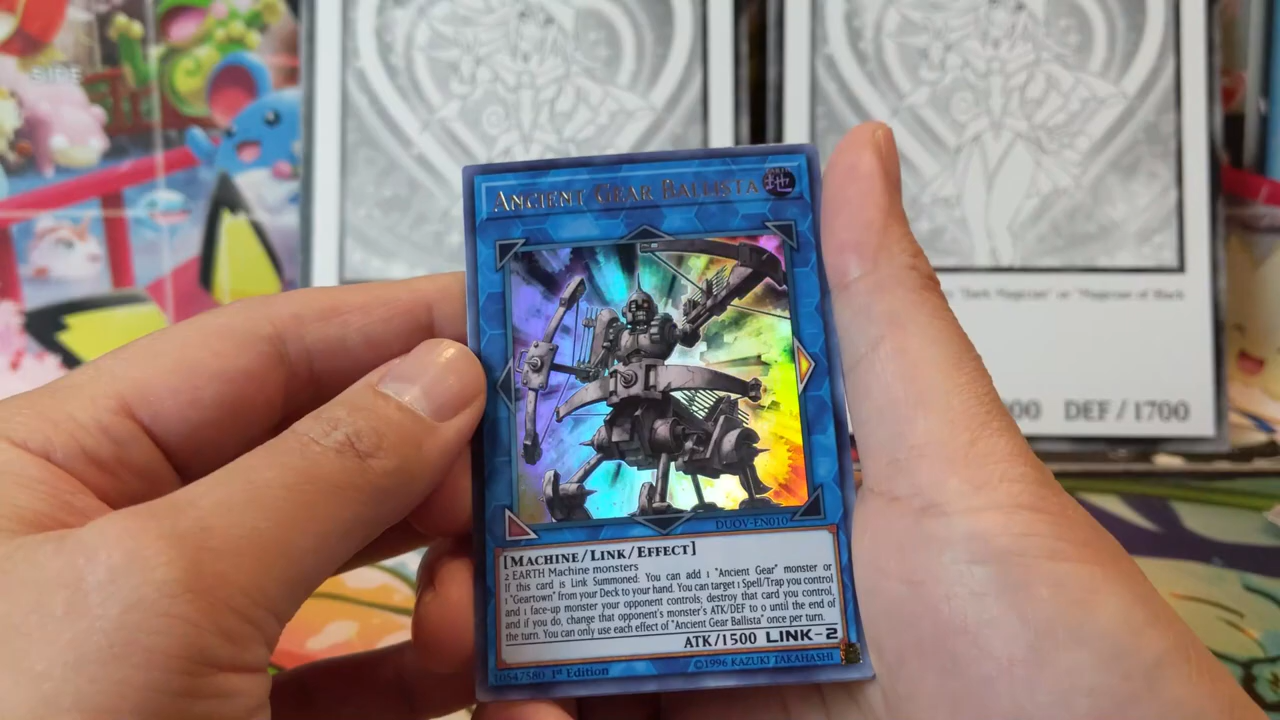 ANCIENT GEAR BALLISTA
EARTH
地
DUOV-EN010
[MACHINE/LINK/EFFECT]
2 EARTH Machine monsters
If this card is Link Summoned: You can add 1 "Ancient Gear" monster or
1 "Geartown" from your Deck to your hand. You can target 1 Spell/Trap you control
and 1 face-up monster your opponent controls; destroy that card you control,
and if you do, change that opponent's monster's ATK/DEF to 0 until the end of
the turn. You can only use each effect of "Ancient Gear Ballista" once per turn.
ATK/1500 LINK-2
10547580 1st Edition
©1996 KAZUKI TAKAHASHI
"Dark Magician" or "Magician of Black
00 DEF/1700